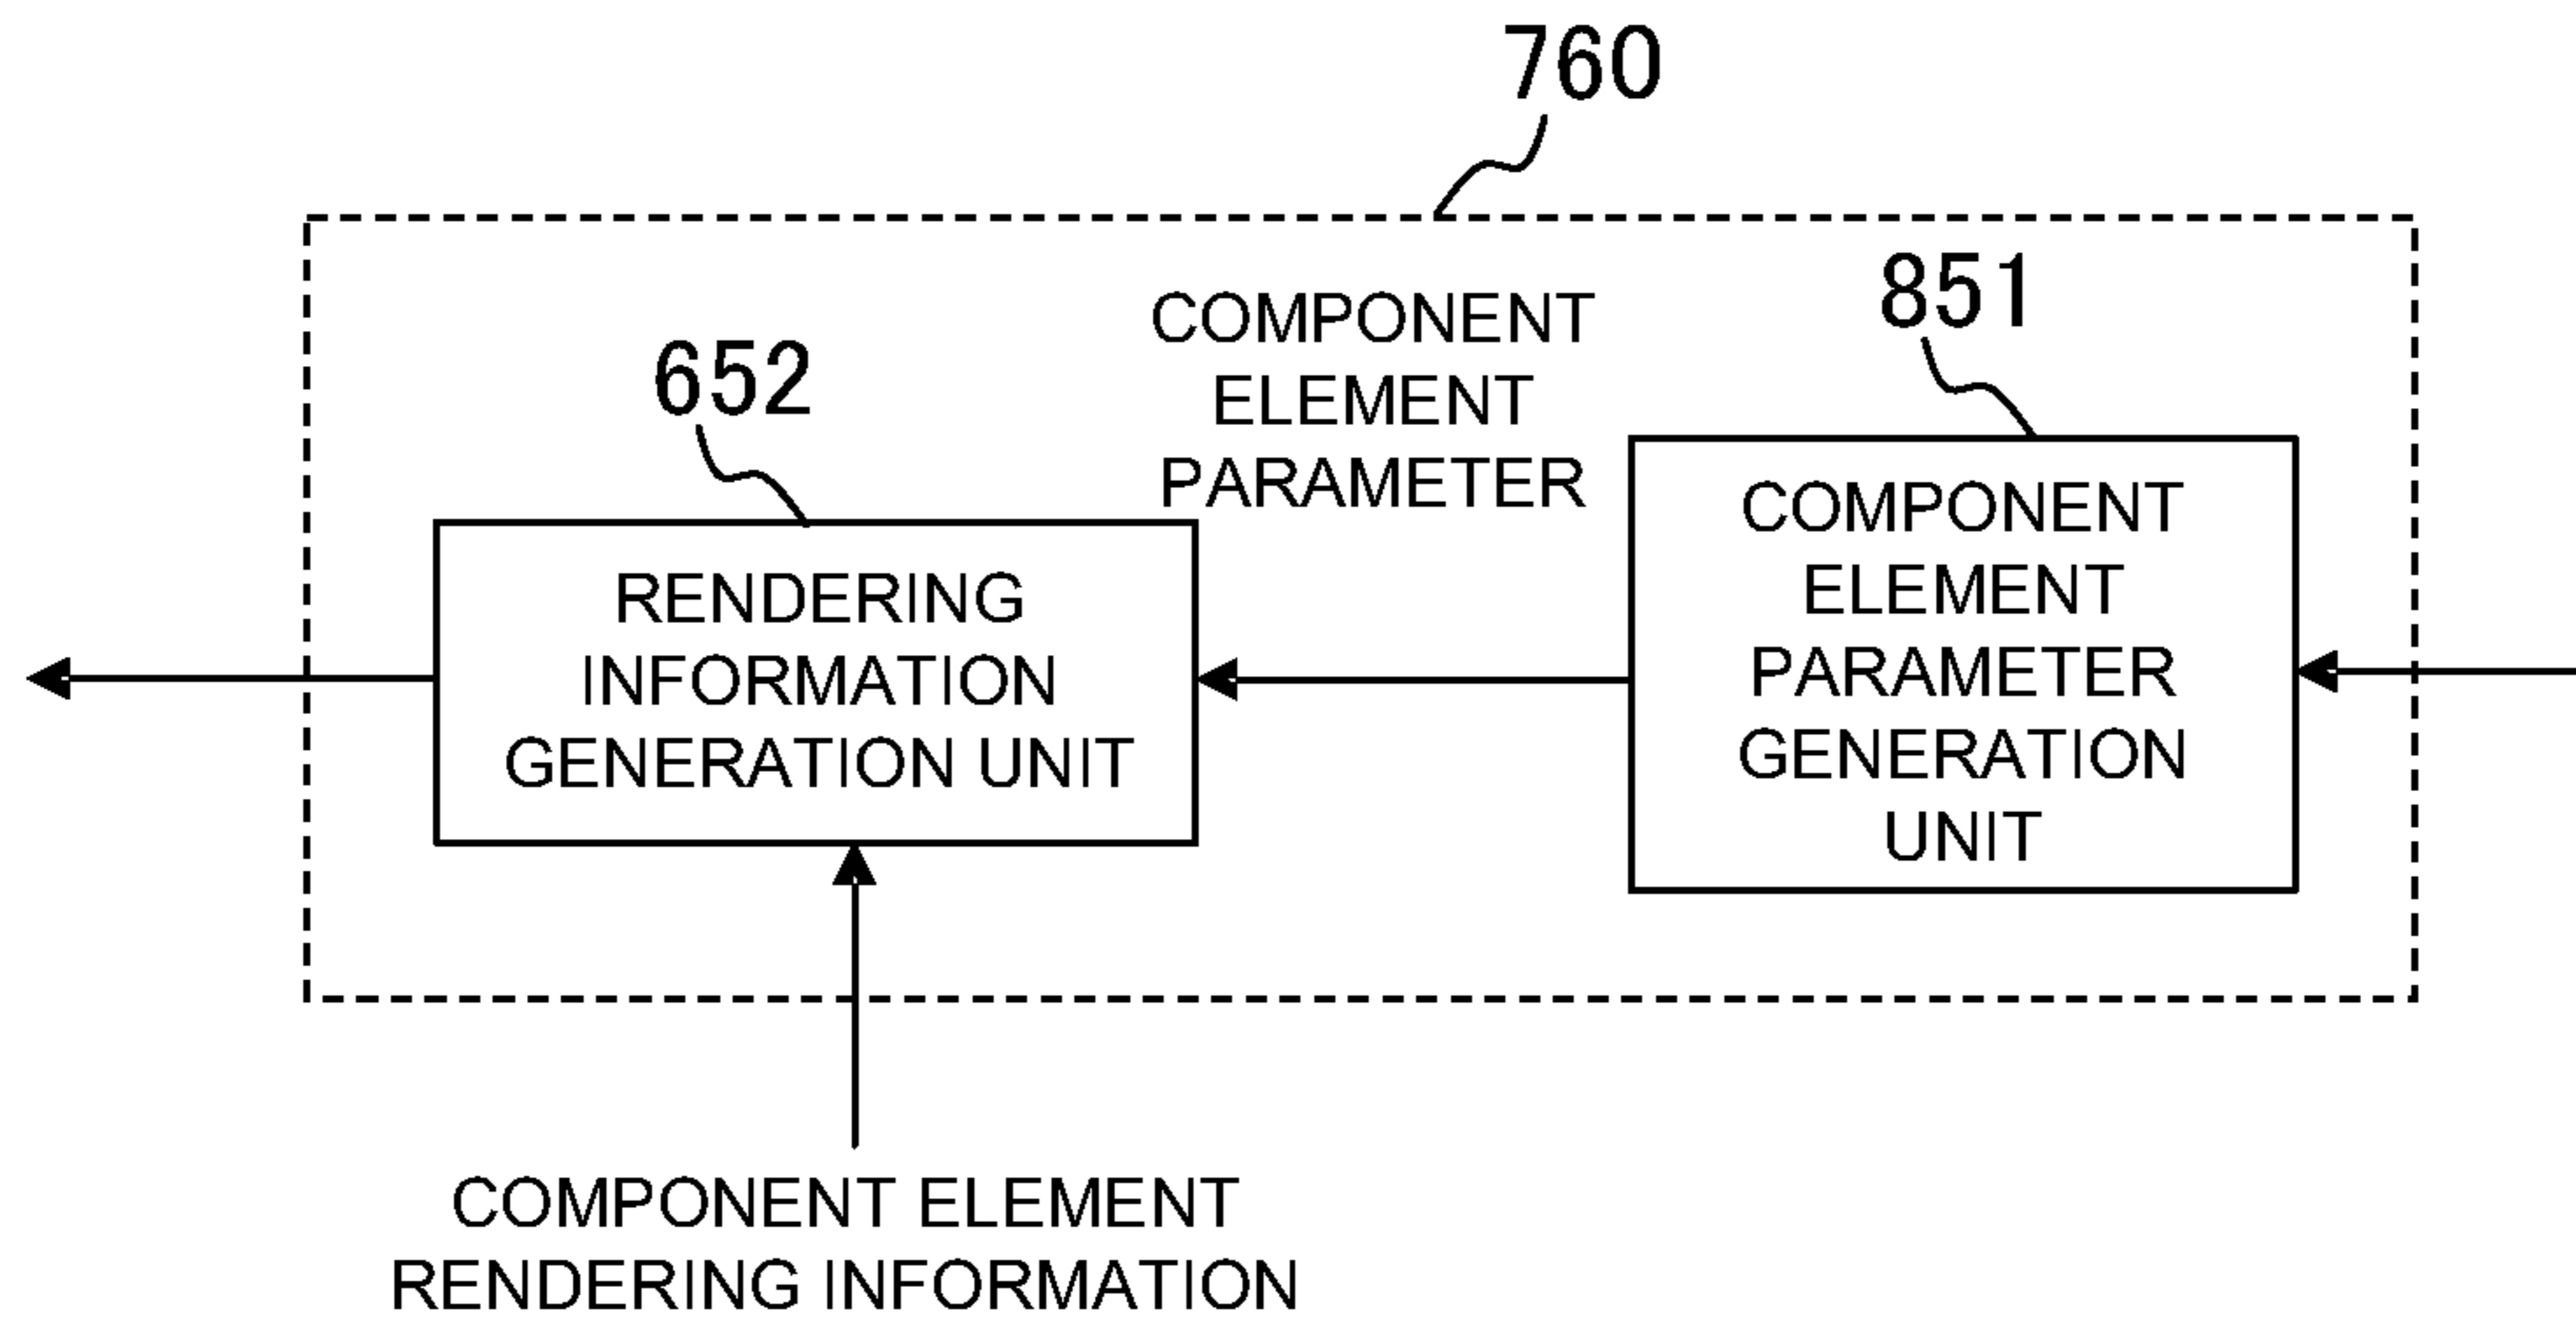 760
851
COMPONENT
ELEMENT
PARAMETER
652
COMPONENT
ELEMENT
PARAMETER
GENERATION
UNIT
RENDERING
INFORMATION
GENERATION UNIT
COMPONENT ELEMENT
RENDERING INFORMATION